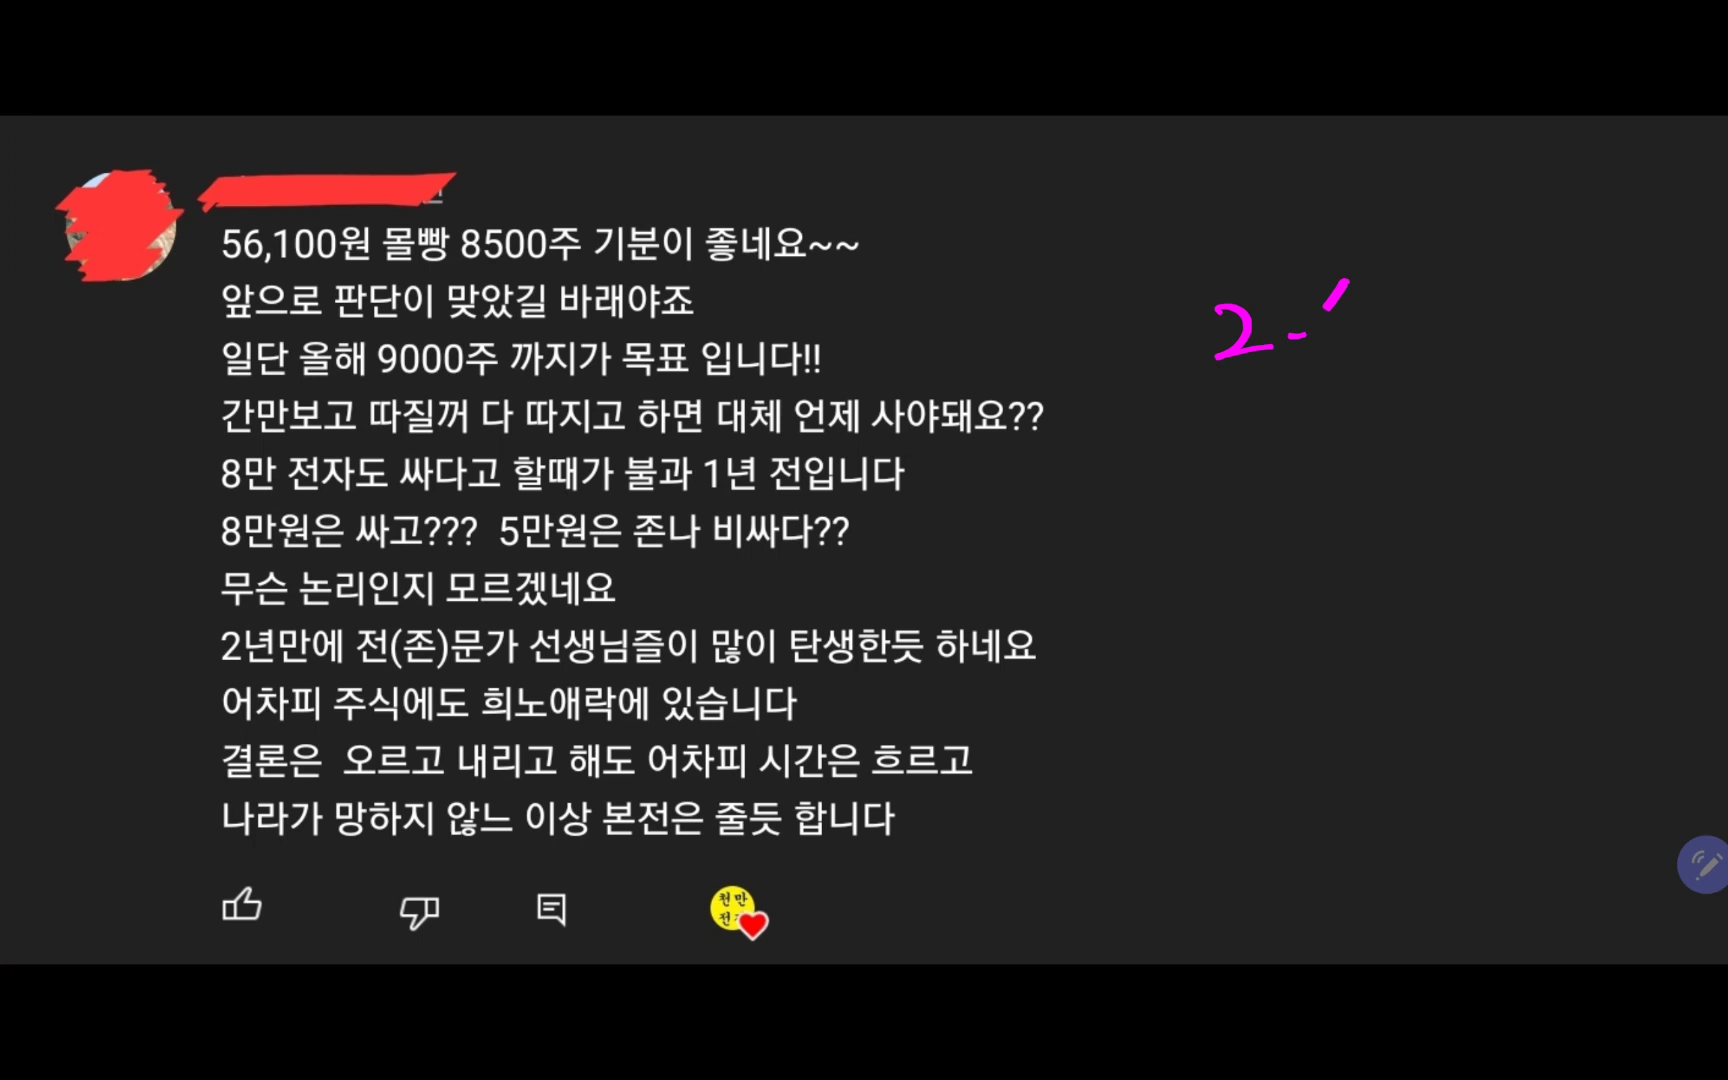 56,100원 몰빵 8500주 기분이 좋네요~~
앞으로 판단이 맞았길 바래야죠
일단 올해 9000주 까지가 목표 입니다!!
간만보고 따질꺼 다 따지고 하면 대체 언제 사야돼요??
8만 전자도 싸다고 할때가 불과 1년 전입니다
8만원은 싸고???  5만원은 존나 비싸다??
무슨 논리인지 모르겠네요
2년만에 전(존)문가 선생님즐이 많이 탄생한듯 하네요
어차피 주식에도 희노애락에 있습니다
결론은  오르고 내리고 해도 어차피 시간은 흐르고
나라가 망하지 않느 이상 본전은 줄듯 합니다
2-
천만